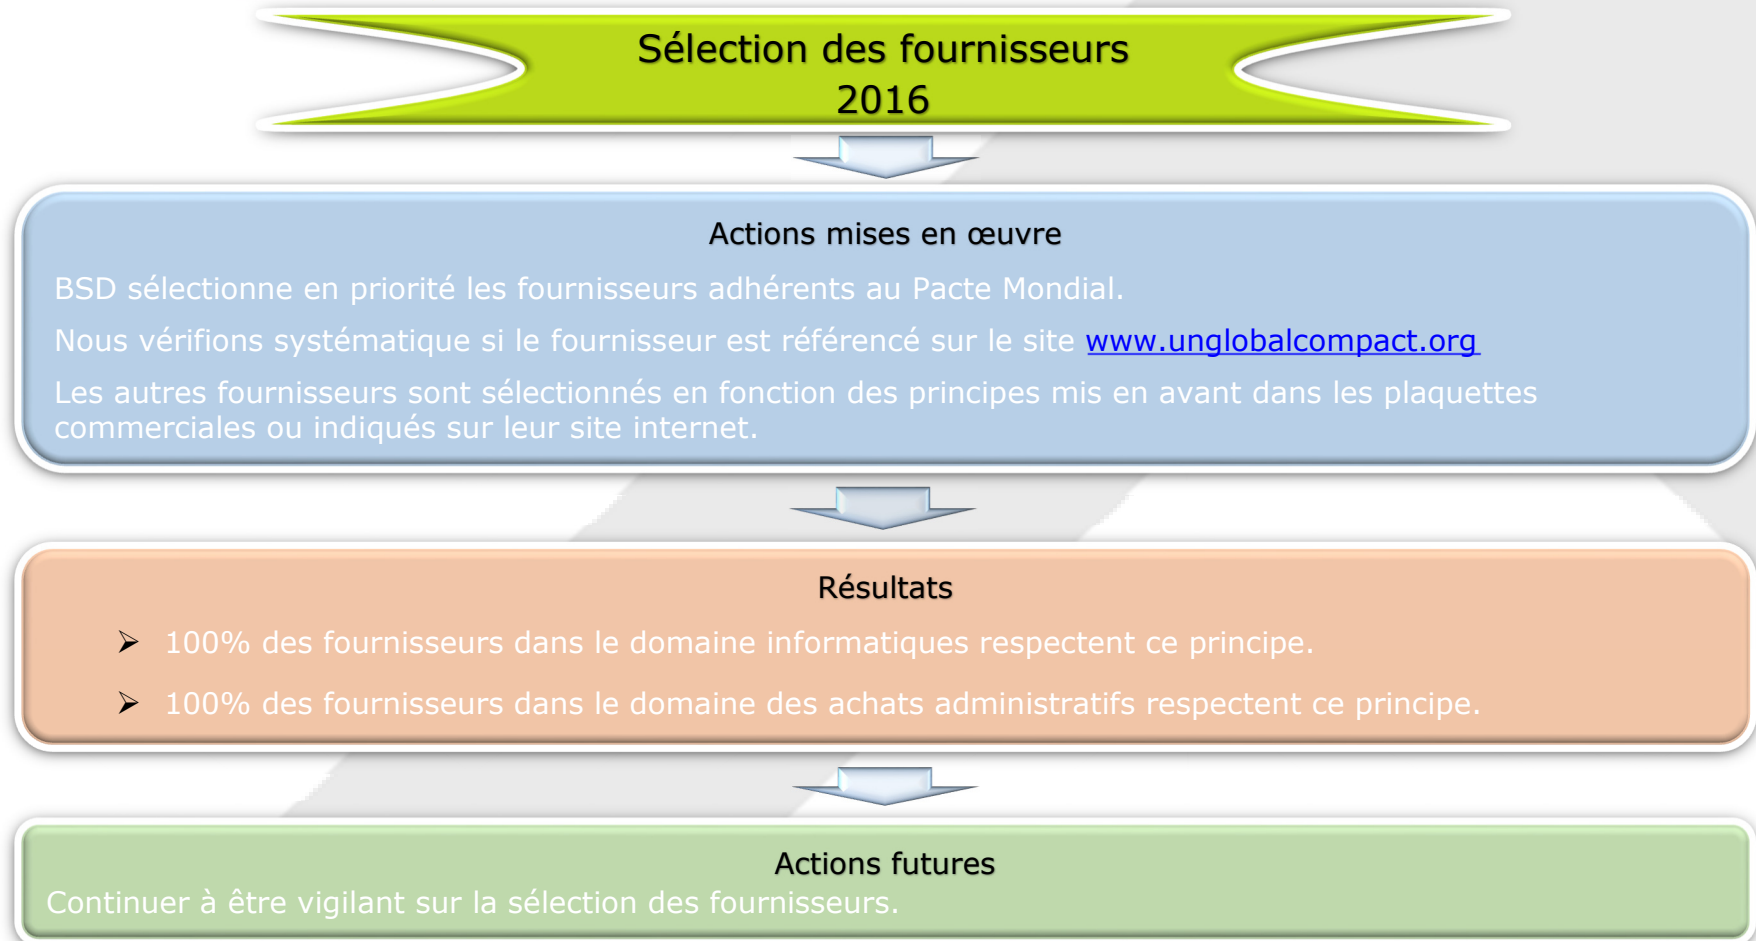 Sélection des fournisseurs
2016
Actions mises en œuvre
BSD sélectionne en priorité les fournisseurs adhérents au Pacte Mondial.
Nous vérifions systématique si le fournisseur est référencé sur le site www.unglobalcompact.org
Les autres fournisseurs sont sélectionnés en fonction des principes mis en avant dans les plaquettes
commerciales ou indiqués sur leur site internet.
Résultats
➢ 100% des fournisseurs dans le domaine informatiques respectent ce principe.
➢ 100% des fournisseurs dans le domaine des achats administratifs respectent ce principe.
Actions futures
Continuer à être vigilant sur la sélection des fournisseurs.